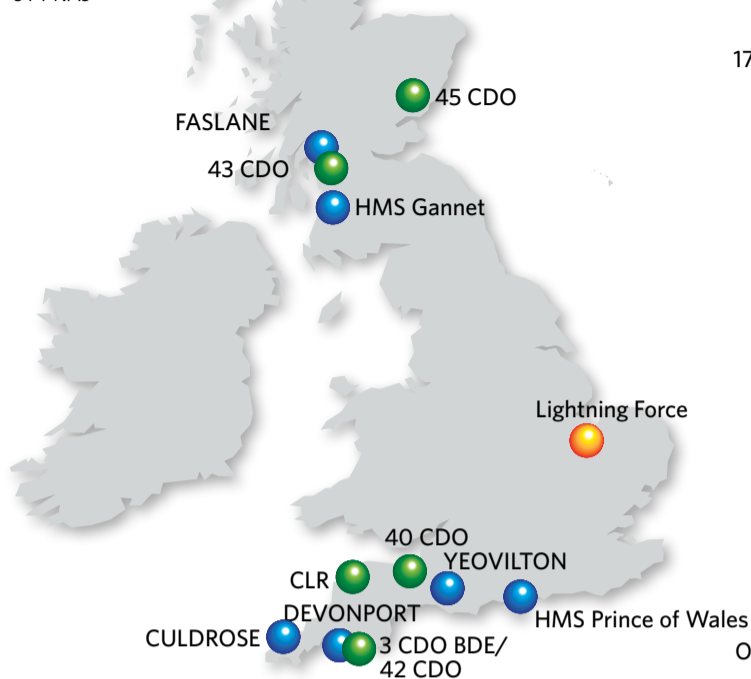 45 CDO
FASLANE
43 CDO
HMS Gannet
Lightning Force
40 CDO
YEOVILTON
CLR
DEVONPORT
HMS Prince of Wales
CULDROSE
3 CDO BDE/
42 CDO
17